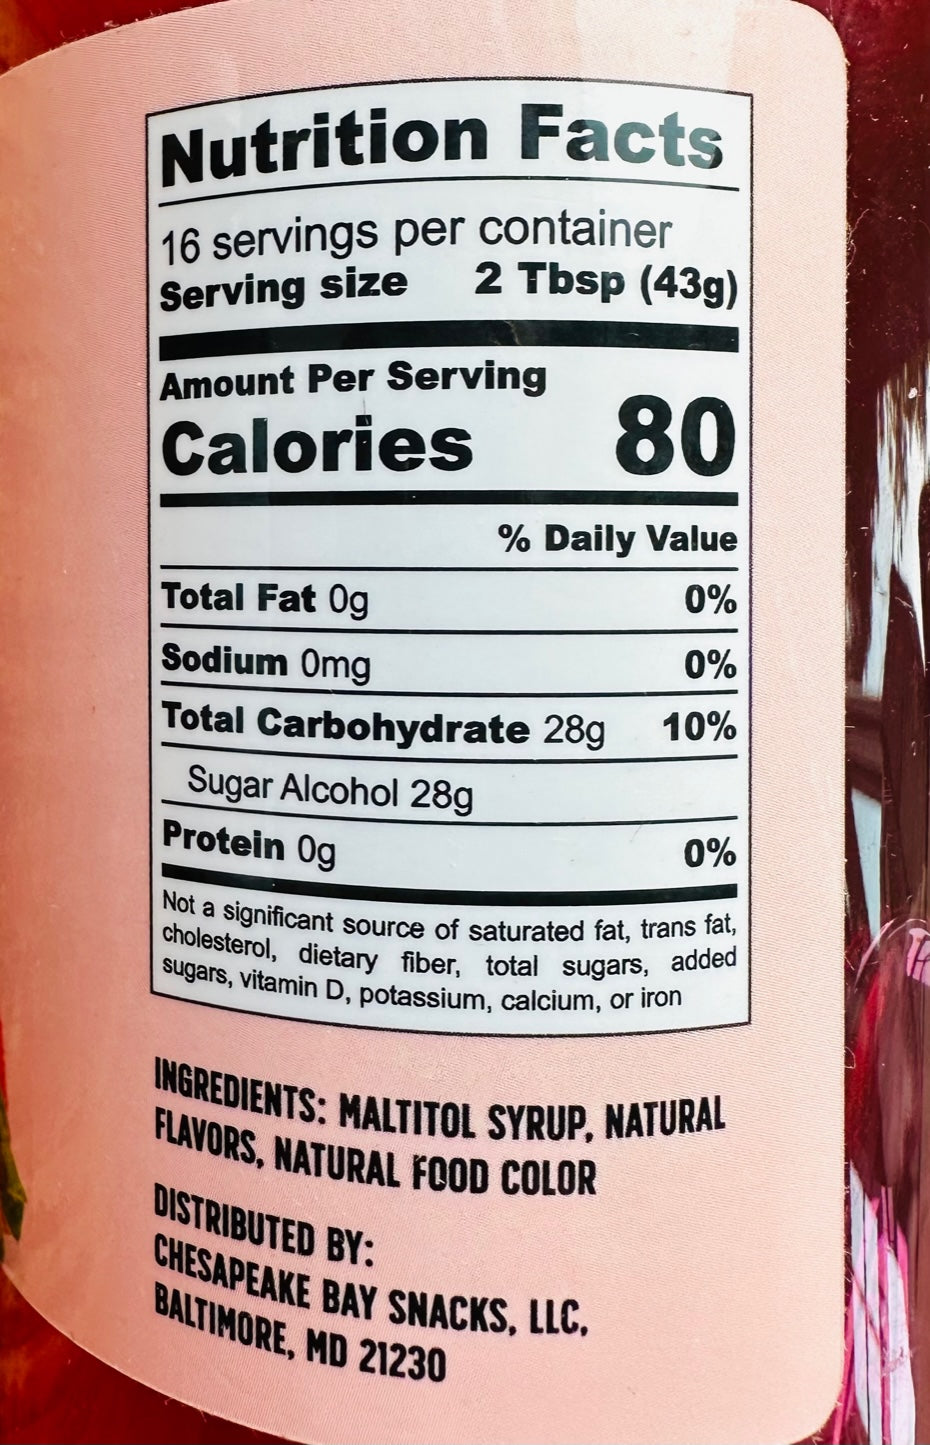 Nutrition Facts
16 servings per container
Serving size 2 Tbsp (43g)
Amount Per Serving
Calories 80
% Daily Value
Total Fat 0g 0%
Sodium 0mg 0%
Total Carbohydrate 28g 10%
Sugar Alcohol 28g
Protein 0g 0%
Not a significant source of saturated fat, trans fat,
cholesterol, dietary fiber, total sugars, added
sugars, vitamin D, potassium, calcium, or iron
INGREDIENTS: MALTITOL SYRUP, NATURAL
FLAVORS, NATURAL FOOD COLOR
DISTRIBUTED BY:
CHESAPEAKE BAY SNACKS, LLC,
BALTIMORE, MD 21230